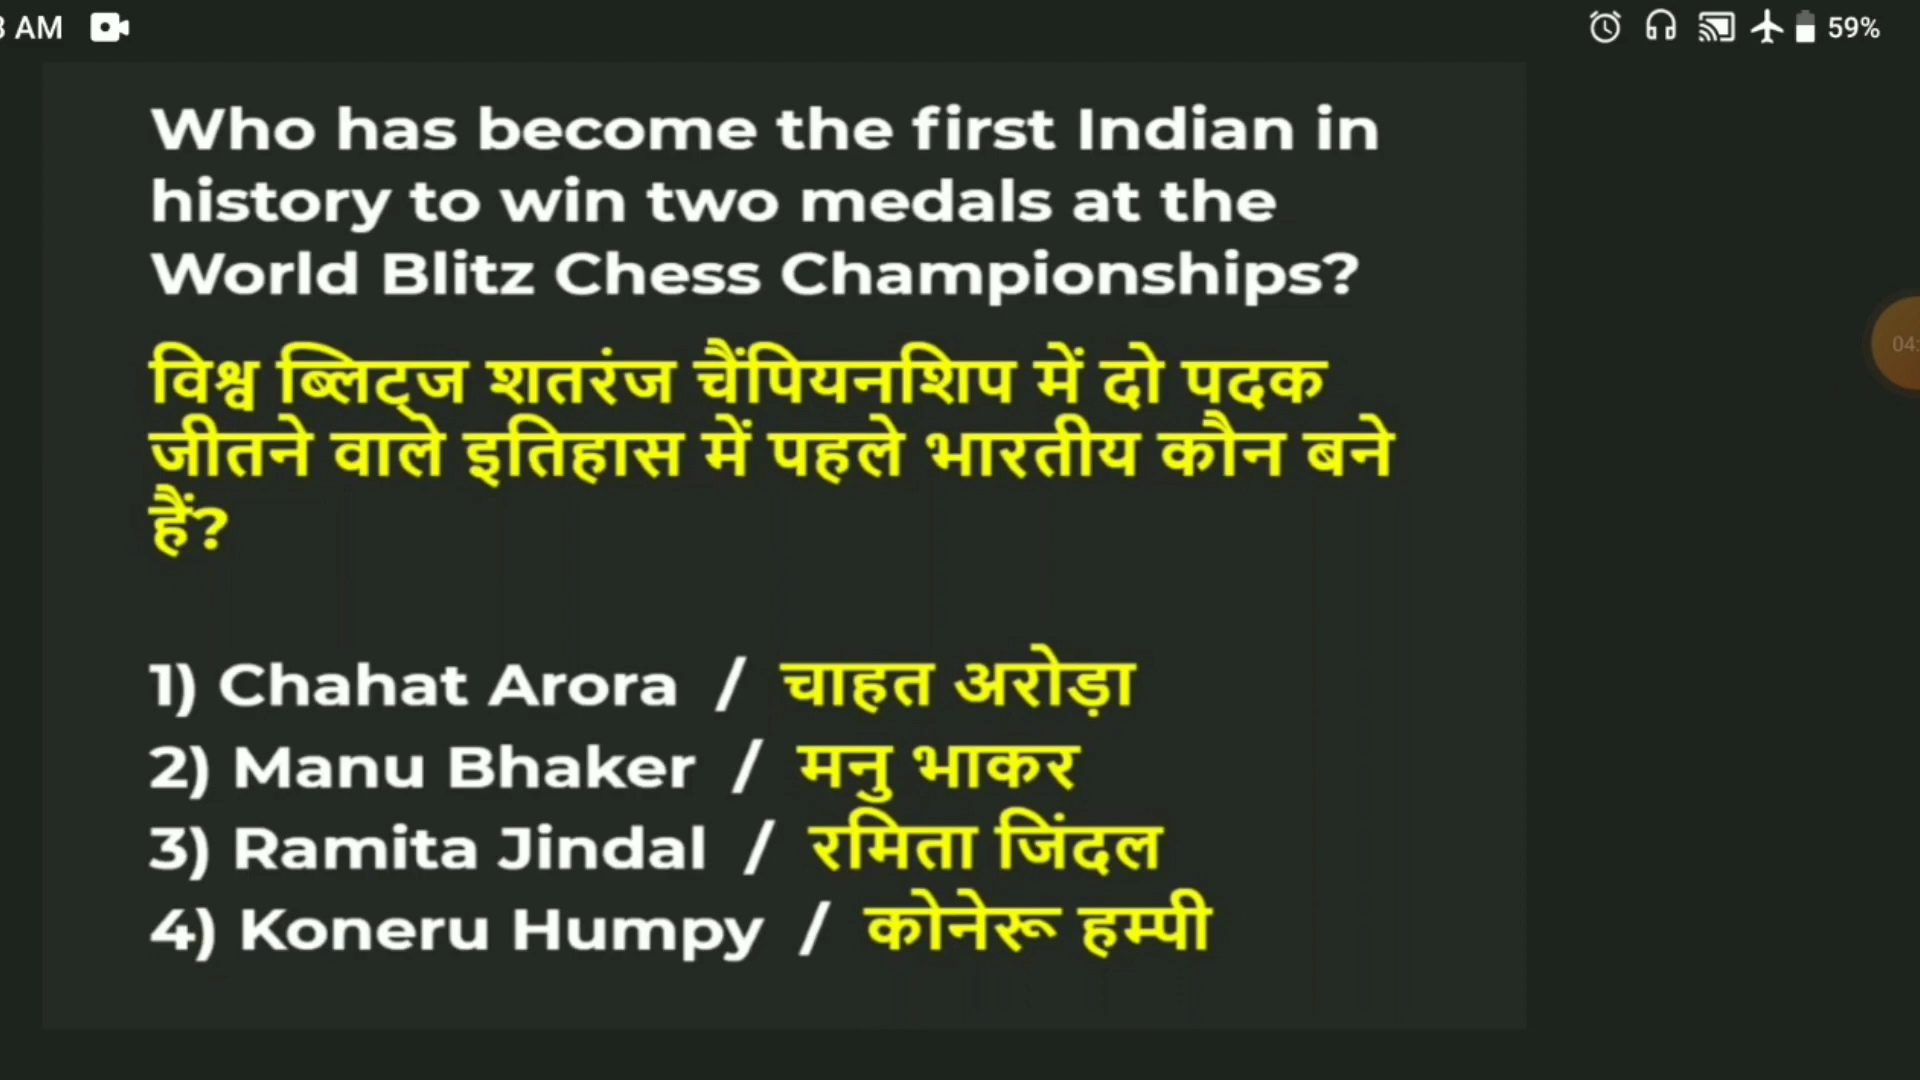 AM
59%
Who has become the first Indian in
history to win two medals at the
World Blitz Chess Championships?
विश्व ब्लिट्ज शतरंज चैंपियनशिप में दो पदक
जीतने वाले इतिहास में पहले भारतीय कौन बने
हैं?
04:
1) Chahat Arora / चाहत अरोड़ा
2) Manu Bhaker / मनु भाकर
3) Ramita Jindal / रमिता जिंदल
4) Koneru Humpy / कोनेरू हम्पी